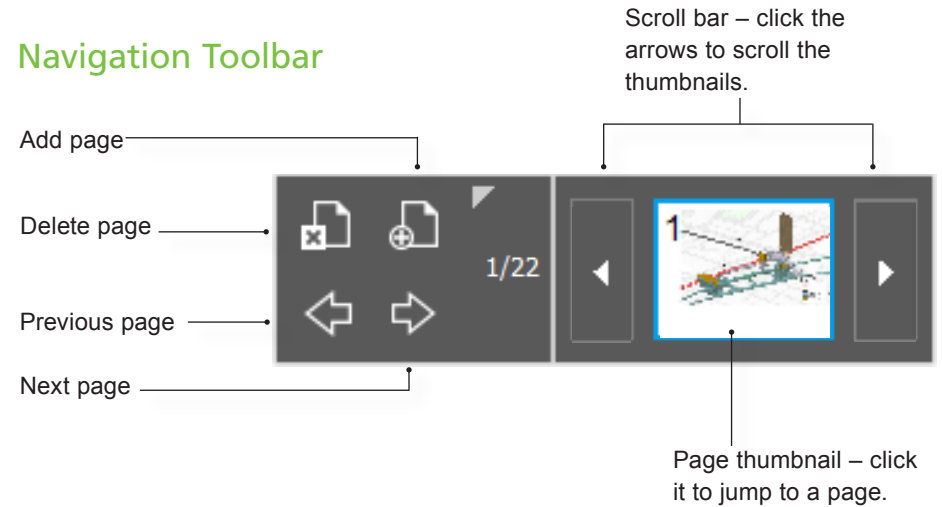 Scroll bar – click the
arrows to scroll the
thumbnails.
Navigation Toolbar
Add page
Delete page
1/22
1
Previous page
Next page
Page thumbnail – click
it to jump to a page.